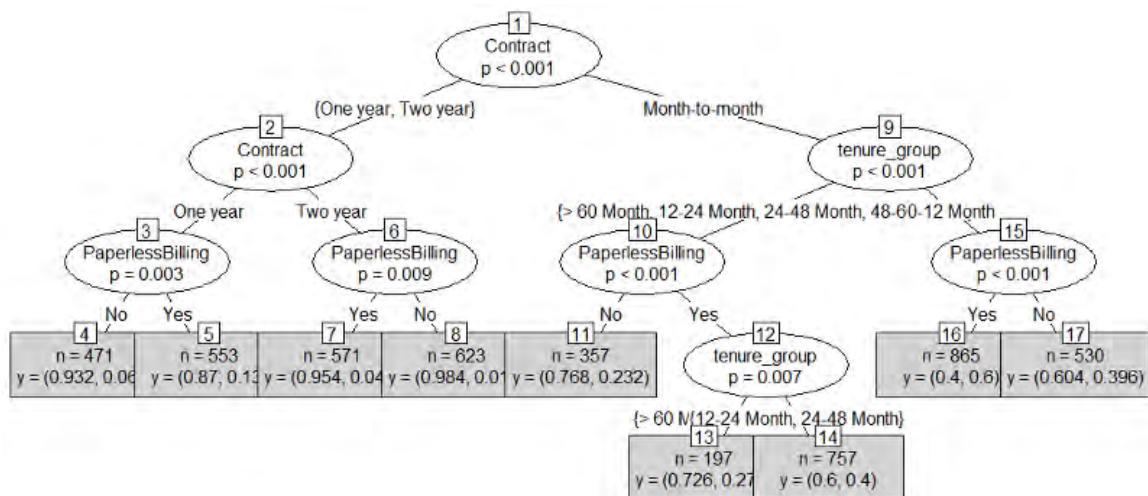 1
Contract
p < 0.001
{One year, Two year}
Month-to-month
2
Contract
p < 0.001
9
tenure_group
p < 0.001
One year
Two year
{> 60 Month, 12-24 Month, 24-48 Month, 48-60-12 Month
3
PaperlessBilling
p = 0.003
6
PaperlessBilling
p = 0.009
10
PaperlessBilling
p < 0.001
15
PaperlessBilling
p < 0.001
No
Yes
Yes
No
No
Yes
Yes
No
4
n = 471
y = (0.932, 0.06
5
n = 553
y = (0.87, 0.13
7
n = 571
y = (0.954, 0.04
8
n = 623
y = (0.984, 0.01
11
n = 357
y = (0.768, 0.232)
12
tenure_group
p = 0.007
16
n = 865
y = (0.4, 0.6)
17
n = 530
y = (0.604, 0.396)
{> 60 M{12-24 Month, 24-48 Month}
13
n = 197
y = (0.726, 0.27
14
n = 757
y = (0.6, 0.4)